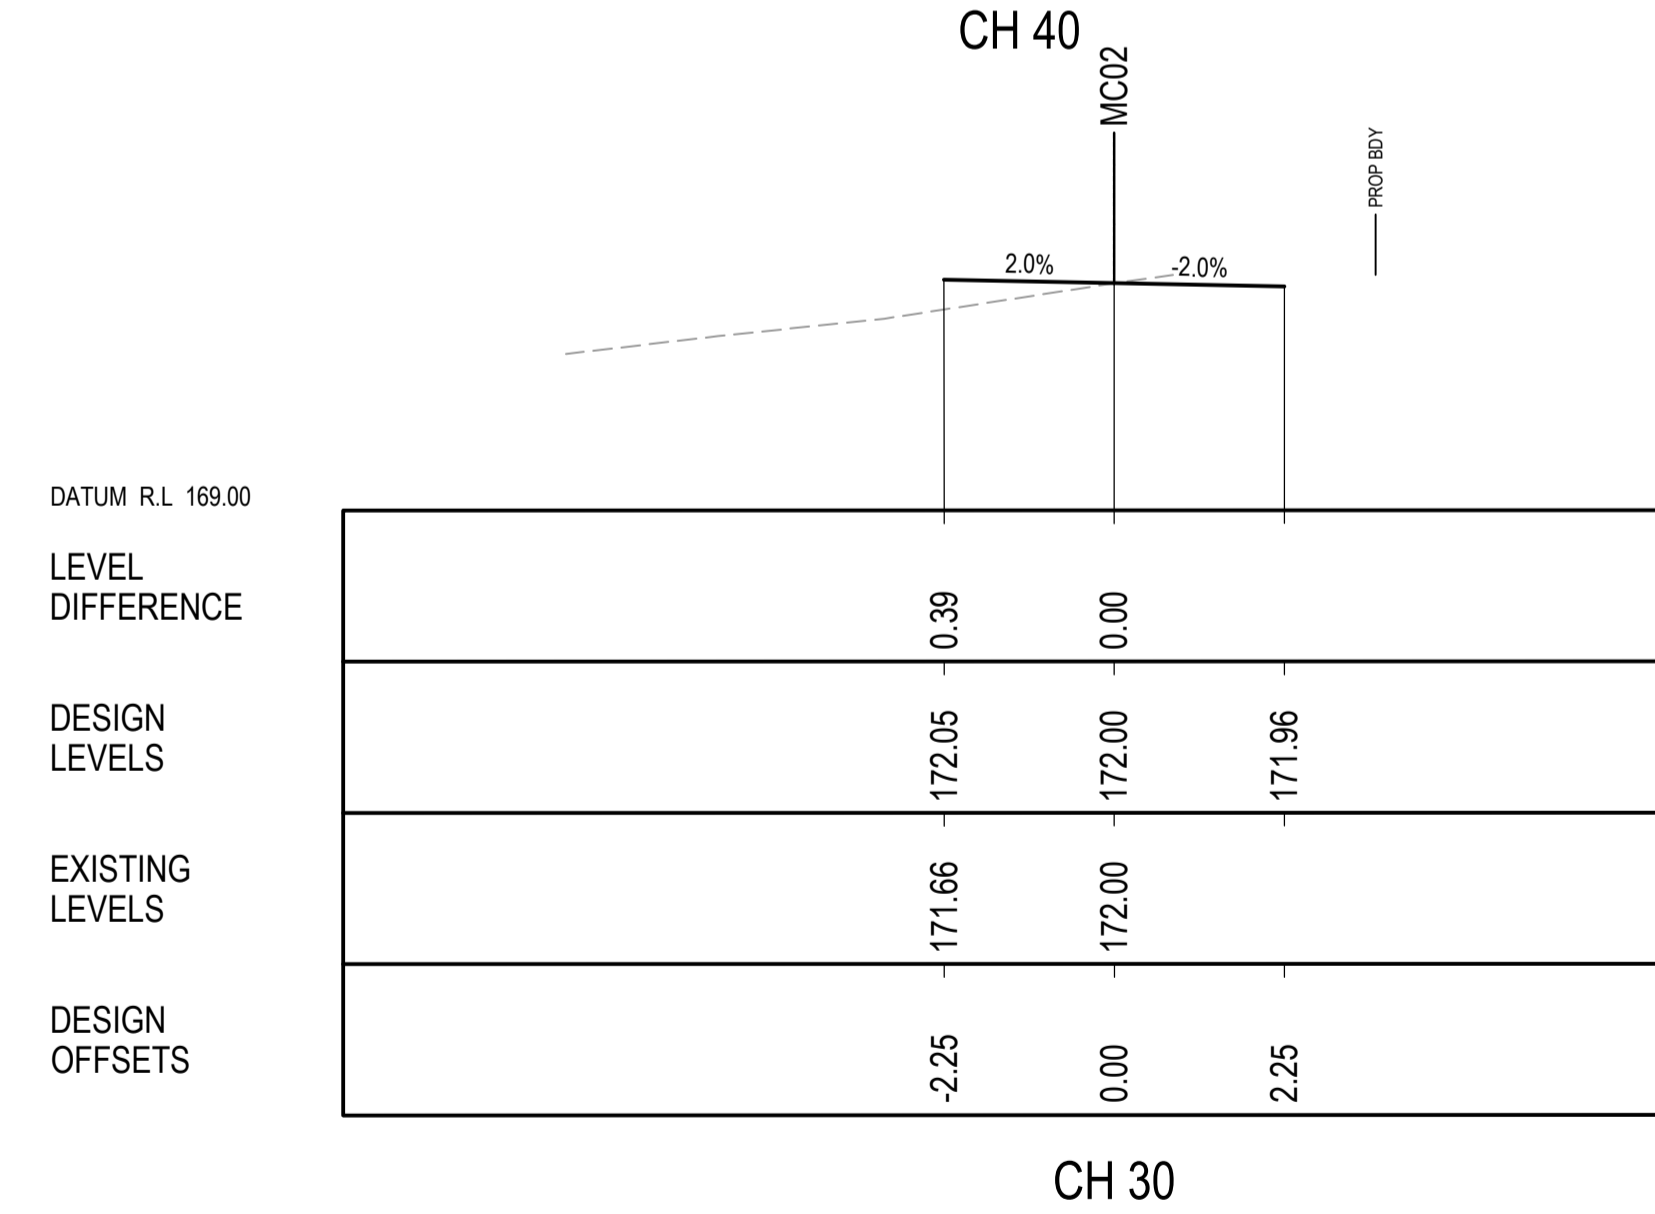 CH 40
MC02
PROP BDY
2.0%
-2.0%
DATUM R.L 169.00
LEVEL
DIFFERENCE
0.39
0.00
DESIGN
LEVELS
172.05
172.00
171.96
EXISTING
LEVELS
171.66
172.00
DESIGN
OFFSETS
-2.25
0.00
2.25
CH 30